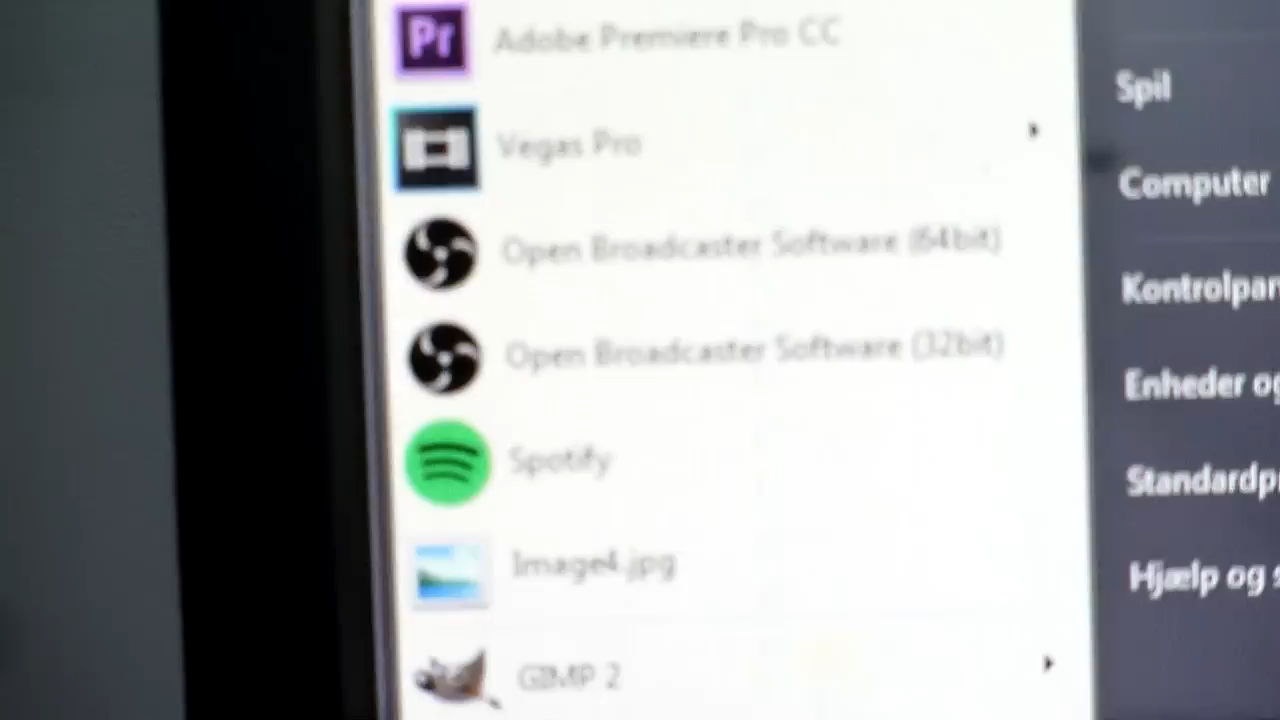 Pr
Adobe Premiere Pro CC
Vegas Pro
Open Broadcaster Software (64bit)
Open Broadcaster Software (32bit)
Spotify
Image4.jpg
GIMP 2
Spil
Computer
Kontrolpan
Enheder og
Standardp
Hjælp og s